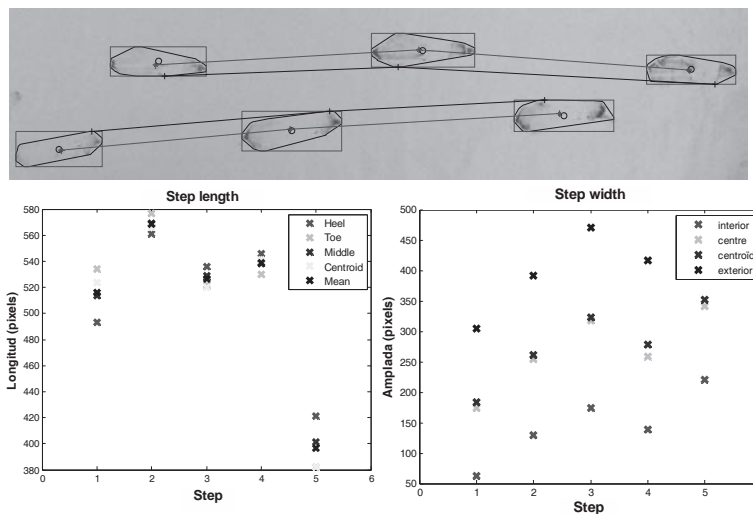 Step length
580
560
540
520
500
480
460
440
420
400
380
Longitud (pixels)
0 1 2 3 4 5 6
Step
Heel
Toe
Middle
Centroid
Mean
Step width
500
450
400
350
300
250
200
150
100
50
Amplada (pixels)
0 1 2 3 4 5
Step
interior
centre
centroïd
exterior